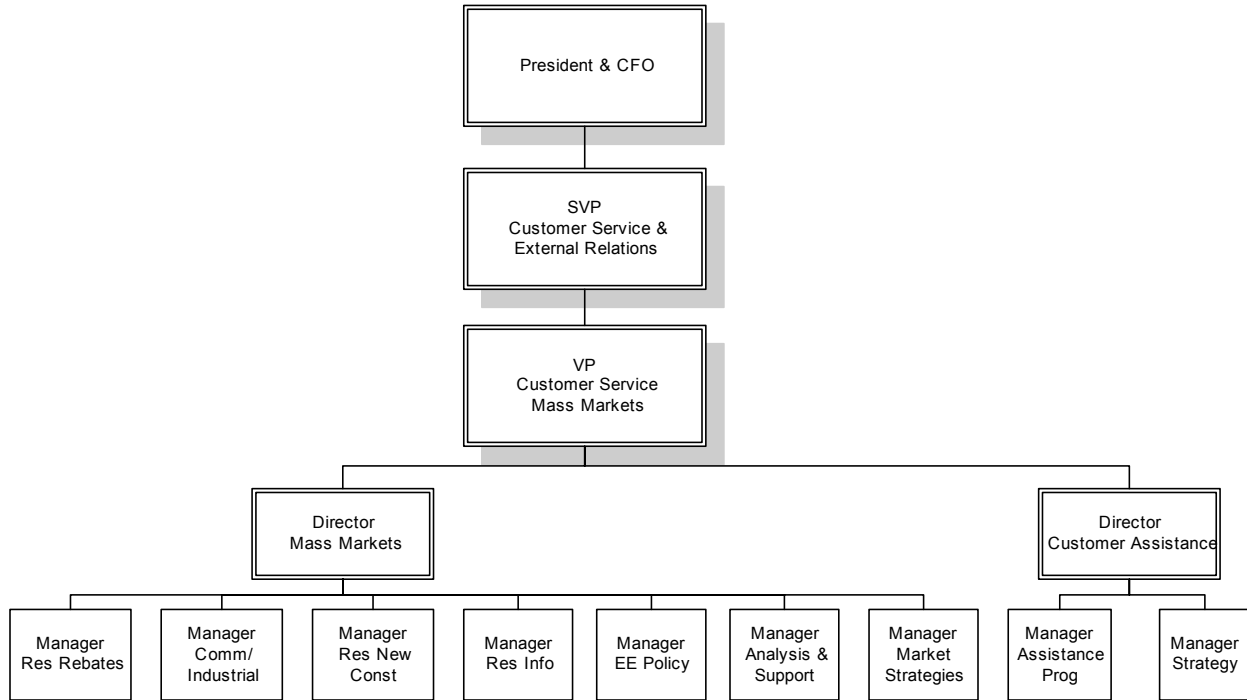 President & CFO
SVP
Customer Service &
External Relations
VP
Customer Service
Mass Markets
Director
Mass Markets
Director
Customer Assistance
Manager
Res Rebates
Manager
Comm/
Industrial
Manager
Res New
Const
Manager
Res Info
Manager
EE Policy
Manager
Analysis &
Support
Manager
Market
Strategies
Manager
Assistance
Prog
Manager
Strategy